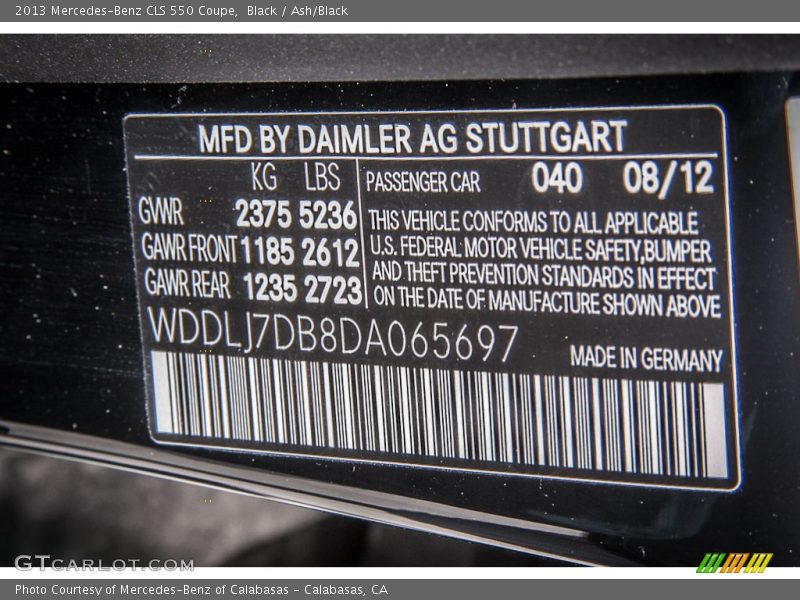 2013 Mercedes-Benz CLS 550 Coupe, Black / Ash/Black
MFD BY DAIMLER AG STUTTGART
KG LBS
GWR 2375 5236
GAWR FRONT 1185 2612
GAWR REAR 1235 2723
PASSENGER CAR 040 08/12
THIS VEHICLE CONFORMS TO ALL APPLICABLE
U.S. FEDERAL MOTOR VEHICLE SAFETY,BUMPER
AND THEFT PREVENTION STANDARDS IN EFFECT
ON THE DATE OF MANUFACTURE SHOWN ABOVE
WDDLJ7DB8DA065697
MADE IN GERMANY
GTCARLOT.COM
Photo Courtesy of Mercedes-Benz of Calabasas - Calabasas, CA